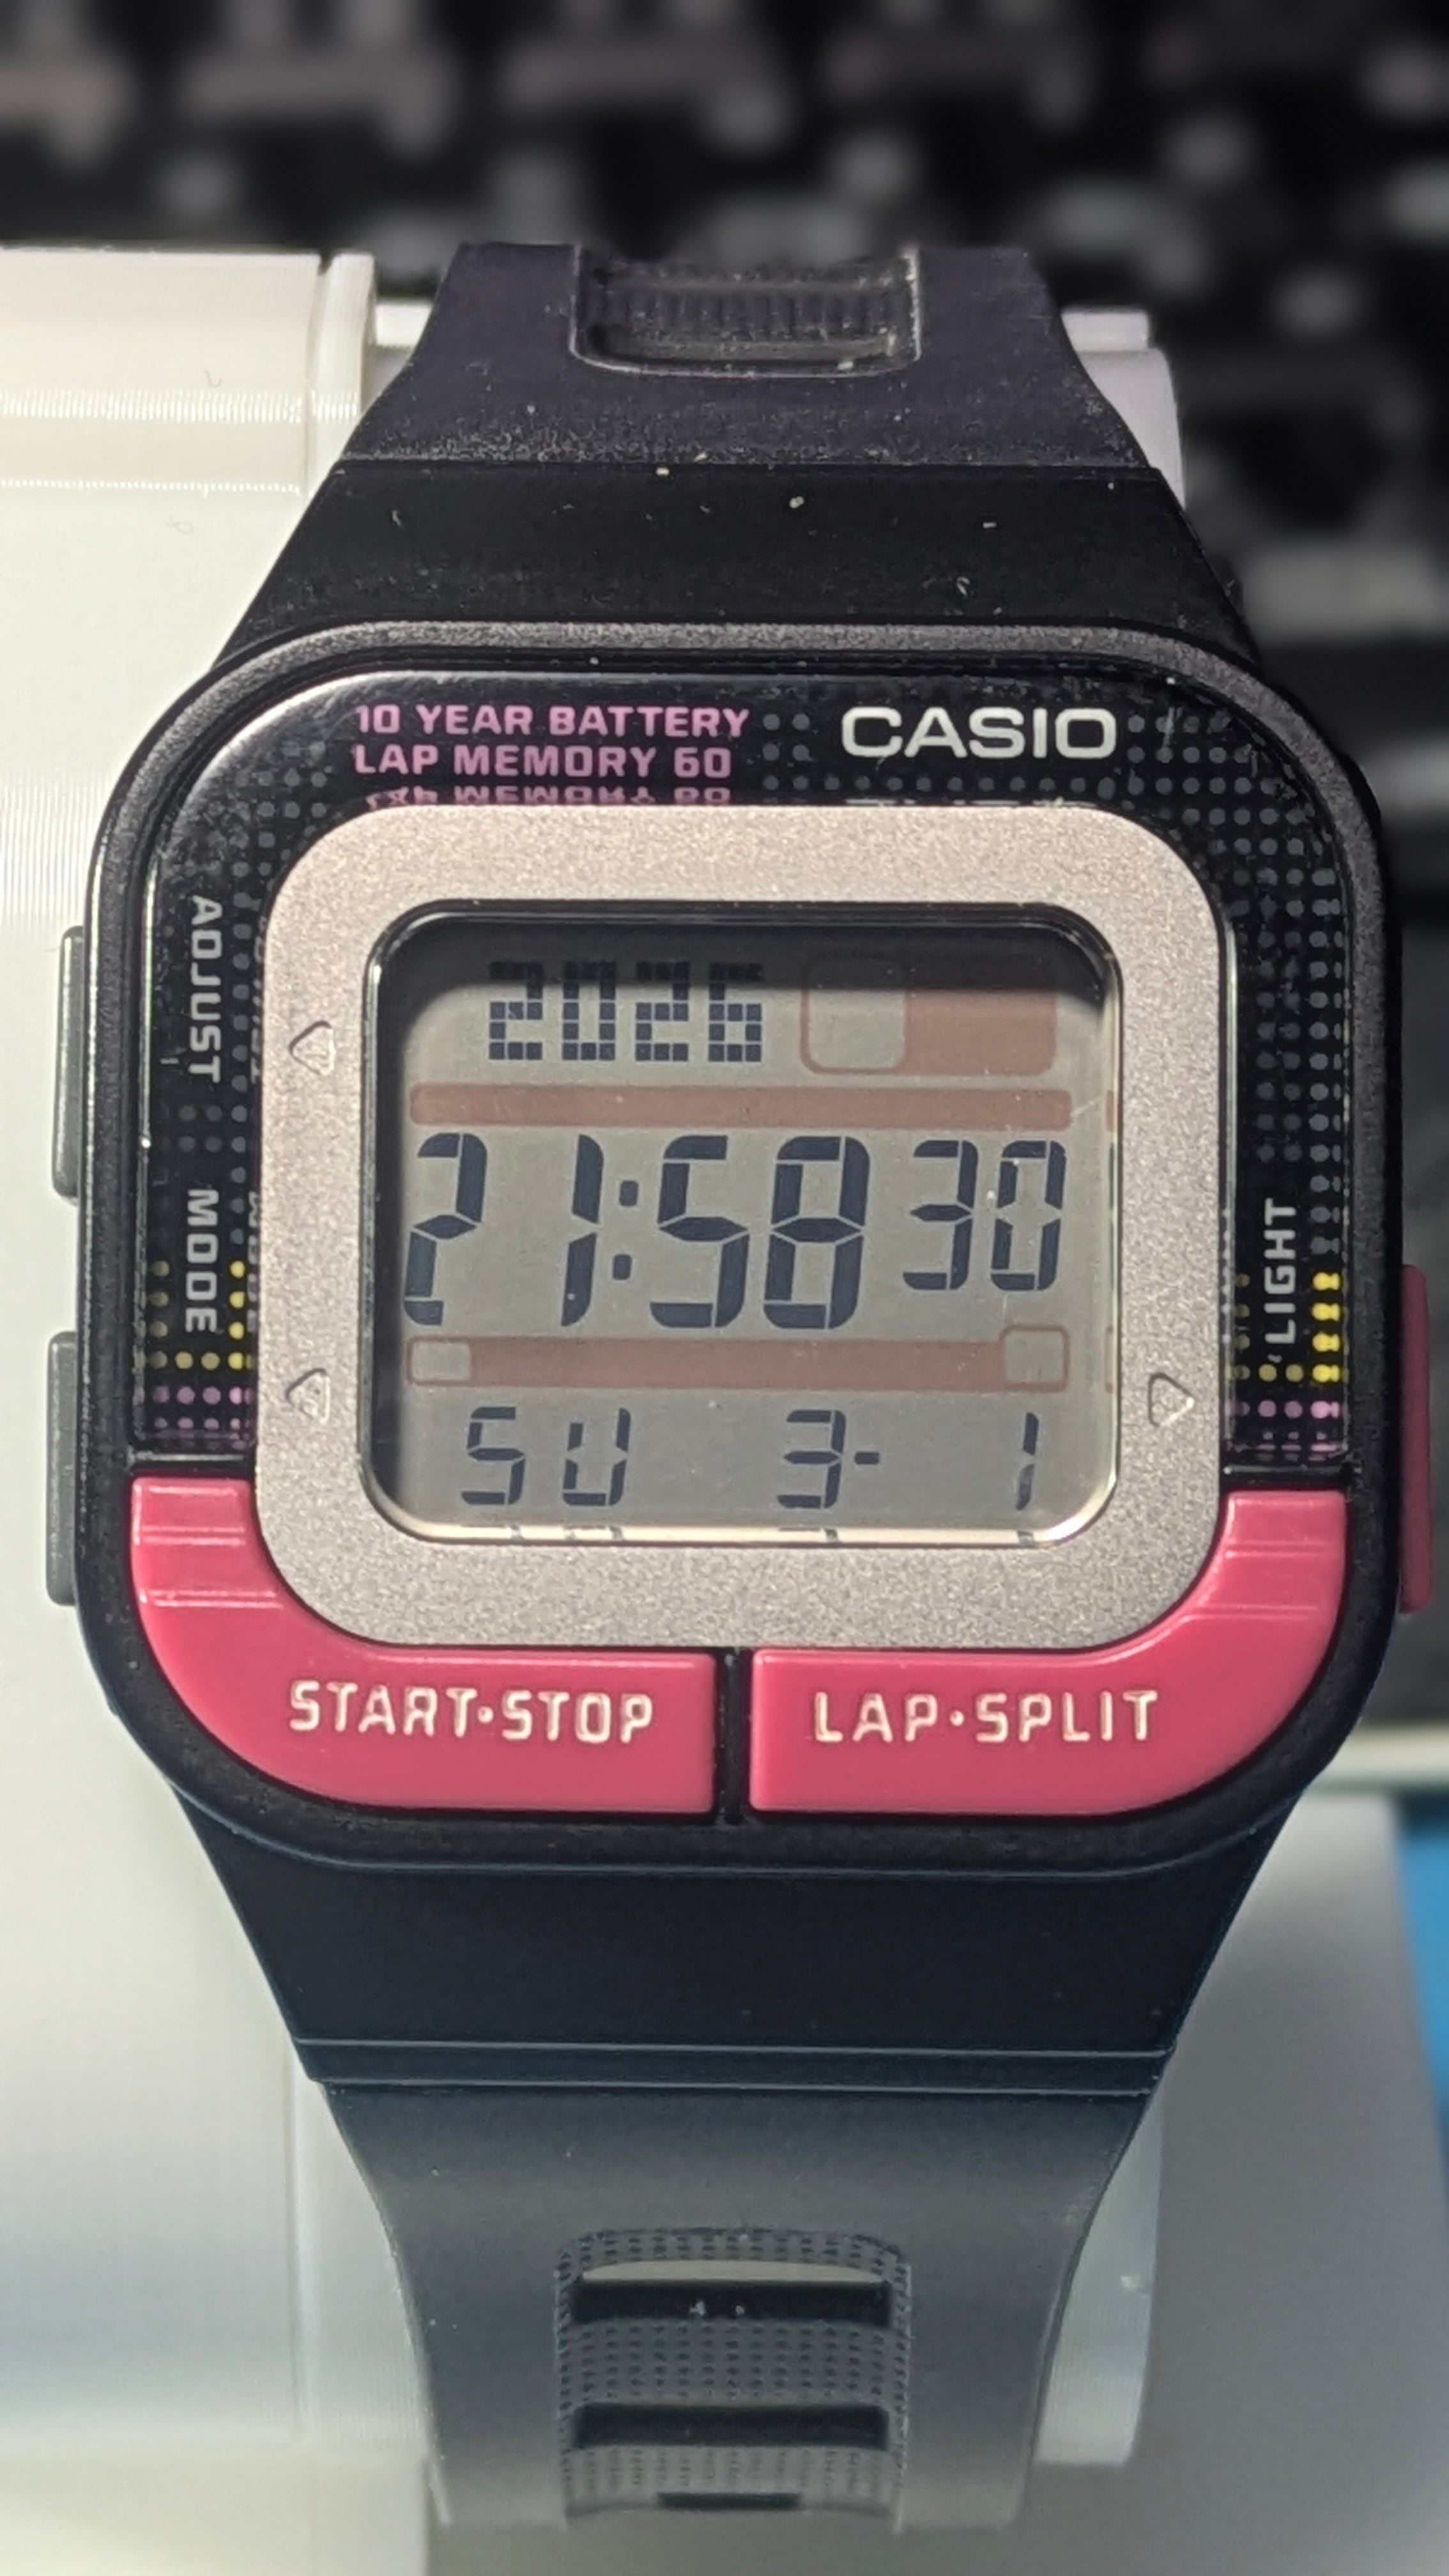 10 YEAR BATTERY
LAP MEMORY 60
CASIO
ADJUST
MODE
LIGHT
2026
21:58 30
SU 3- 1
START·STOP
LAP·SPLIT